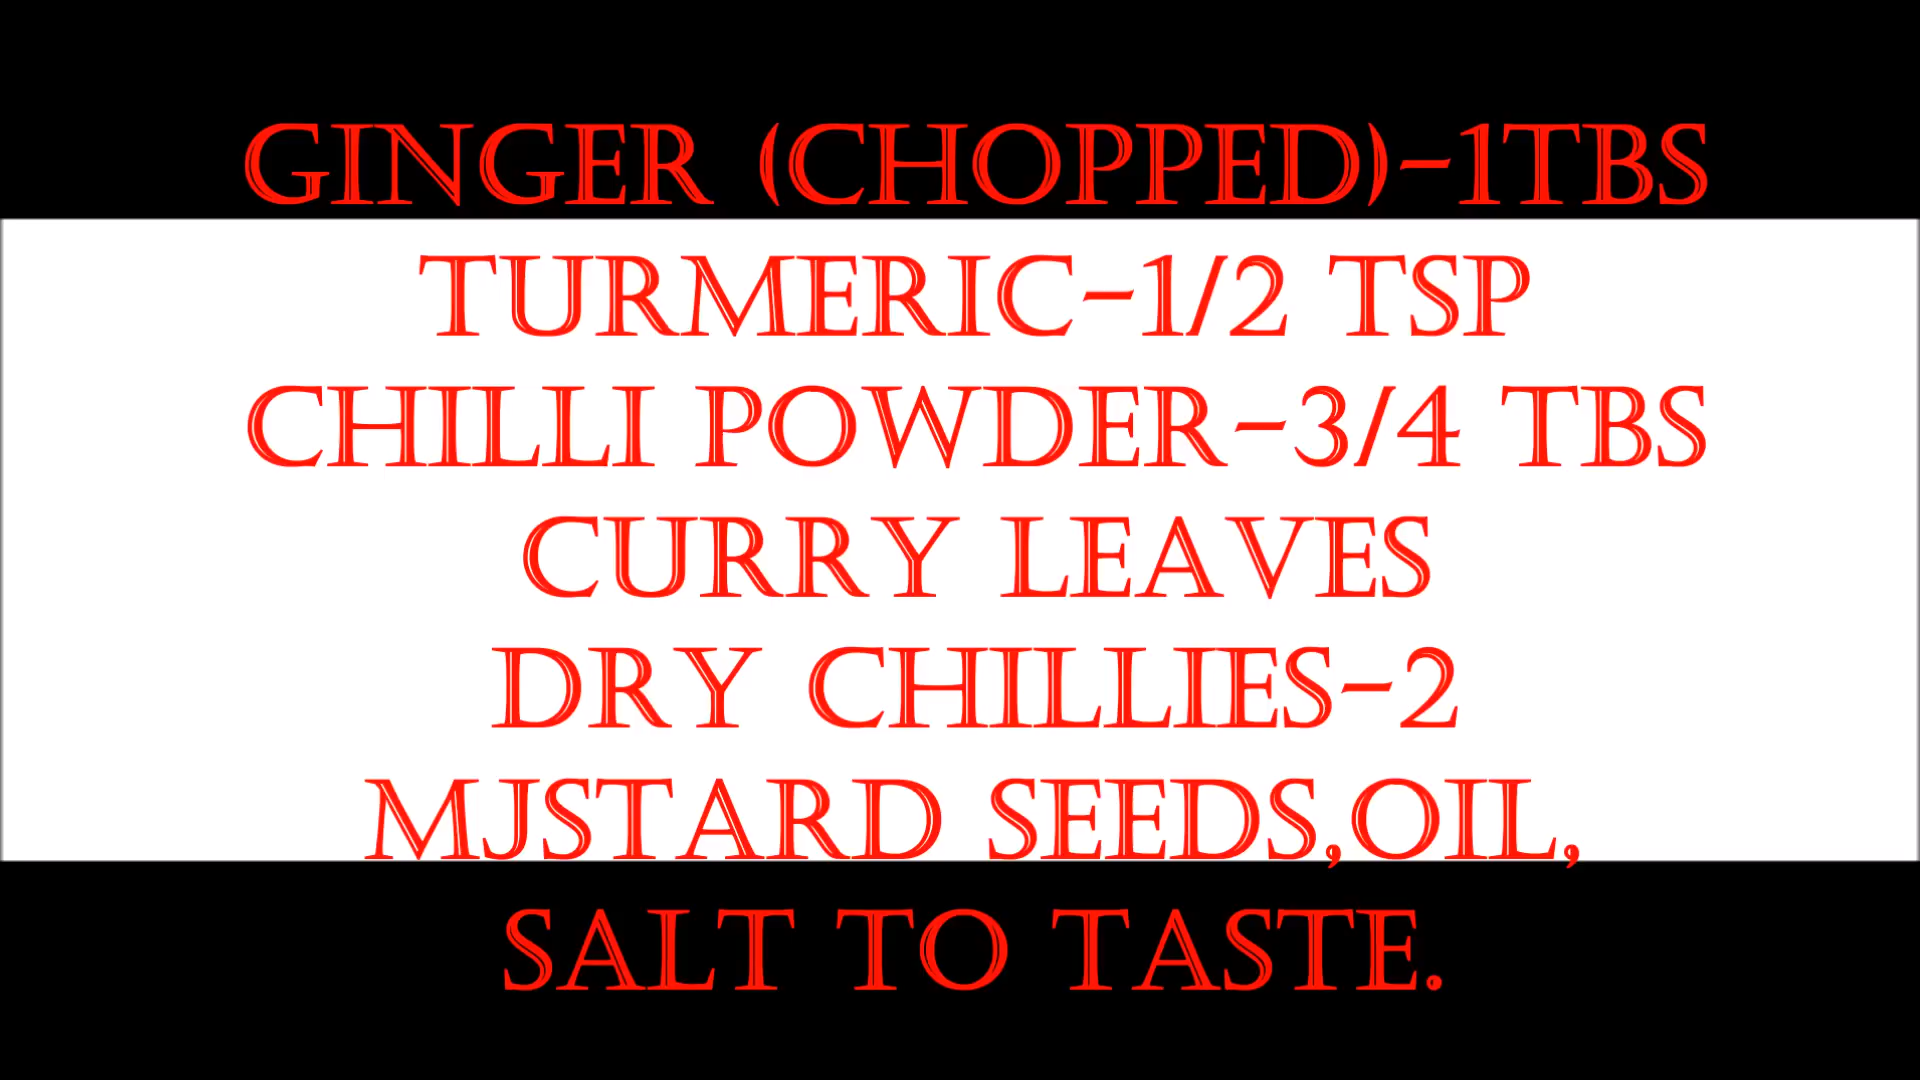 GINGER (CHOPPED)-1TBS
TURMERIC-1/2 TSP
CHILLI POWDER-3/4 TBS
CURRY LEAVES
DRY CHILLIES-2
MJSTARD SEEDS,OIL,
SALT TO TASTE.